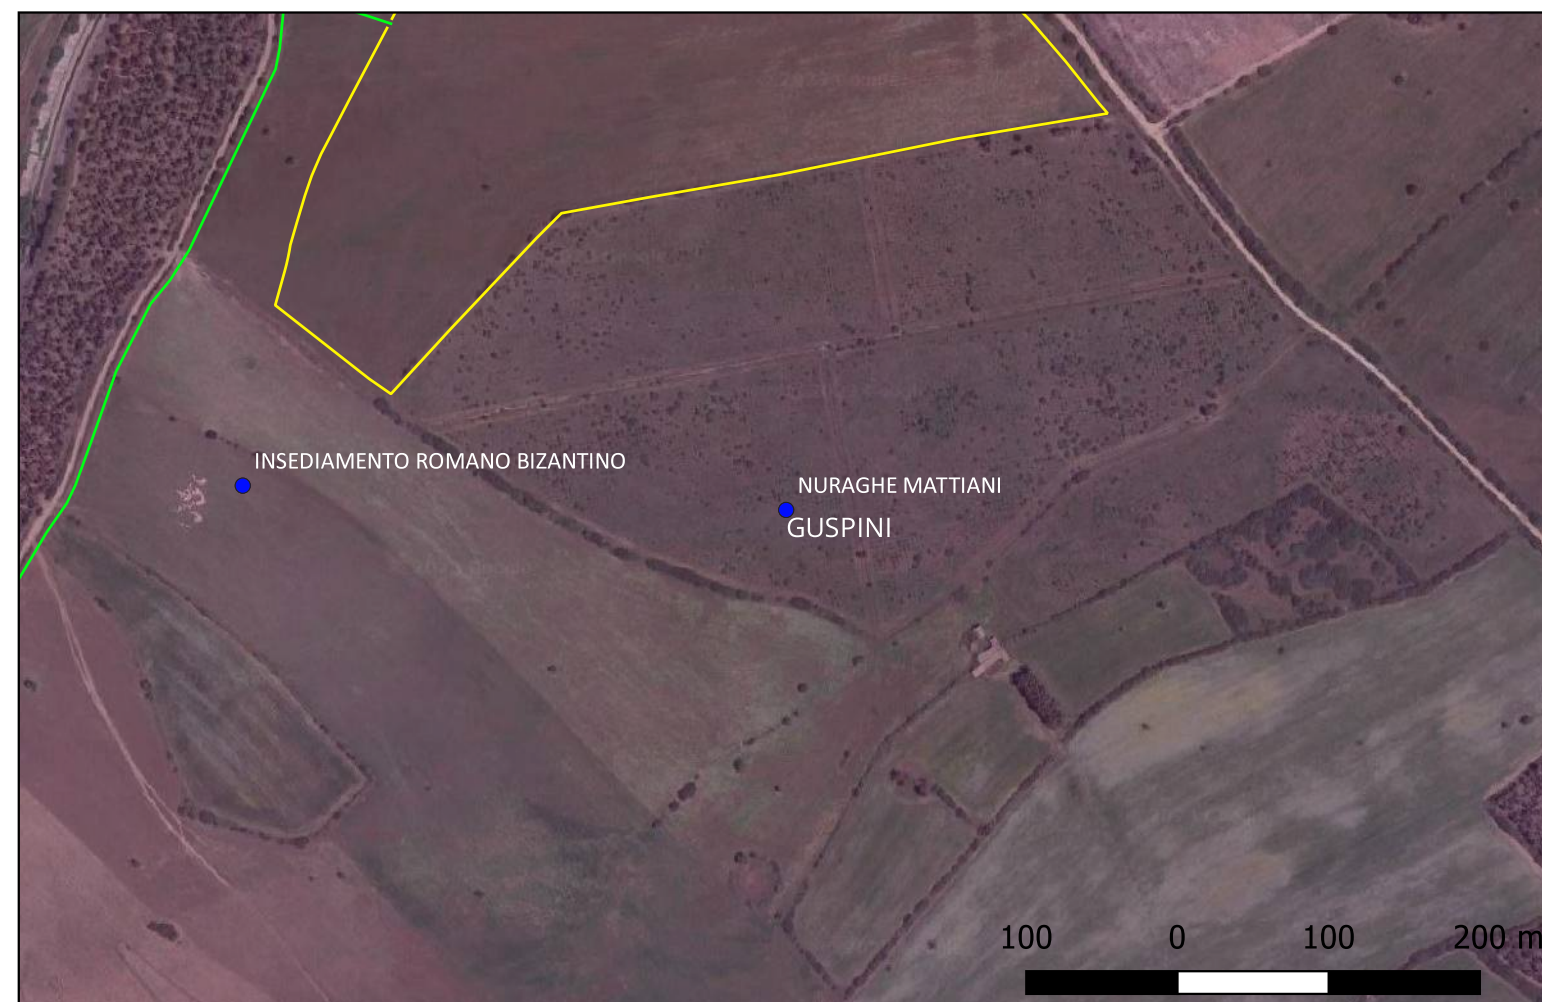 INSEDIAMENTO ROMANO BIZANTINO
NURAGHE MATTIANI
GUSPINI
100 0 100 200 m